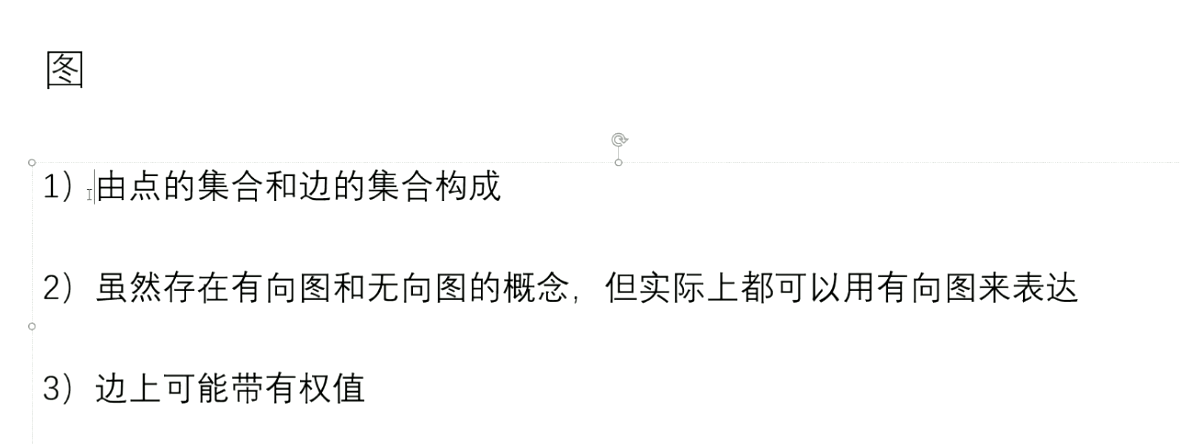 图
1）由点的集合和边的集合构成
2）虽然存在有向图和无向图的概念，但实际上都可以用有向图来表达
3）边上可能带有权值